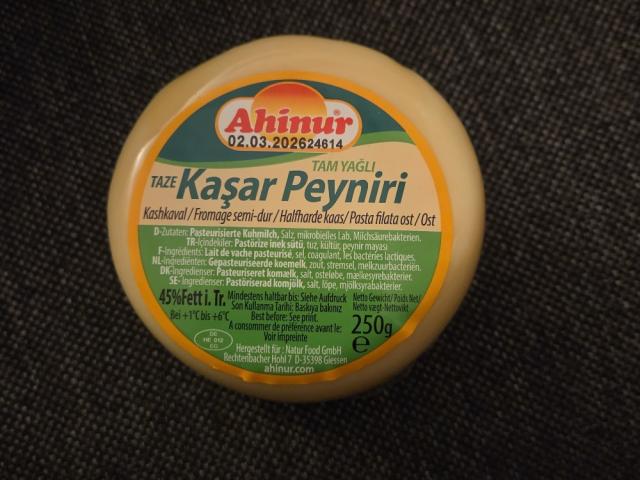 Ahinur®
02.03.202624614
TAM YAĞLI
TAZE Kaşar Peyniri
Kashkaval / Fromage semi-dur / Halfharde kaas/ Pasta filata ost / Ost
D-Zutaten: Pasteurisierte Kuhmilch, Salz, mikrobielles Lab, Milchsäurebakterien.
TR-İçindekiler: Pastörize inek sütü, tuz, kültür, peynir mayası
F-Ingrédients: Lait de vache pasteurisé, sel, coagulant, les bactéries lactiques.
NL-Ingrediënten: Gepasteuriseerde koemelk, zout, stremsel, melkzuurbacteriën.
DK-Ingredienser: Pasteuriseret komælk, salt, osteløbe, mælkesyrebakterier.
SE- Ingredienser: Pastöriserad komjölk, salt, löpe, mjölksyrabakterier.
45%Fett i. Tr.
Bei +1°C bis +6°C
Mindestens haltbar bis: Siehe Aufdruck
Son Kullanma Tarihi: Baskıya bakınız
Best before: See print.
A consommer de préférence avant le:
Voir impreinte
Netto Gewicht/ Poids Net/
Netto vægt-Nettovikt
250g
e
DE
HE 012
EG
Hergestellt für: Natur Food GmbH
Rechtenbacher Hohl 7 D-35398 Giessen
ahinur.com